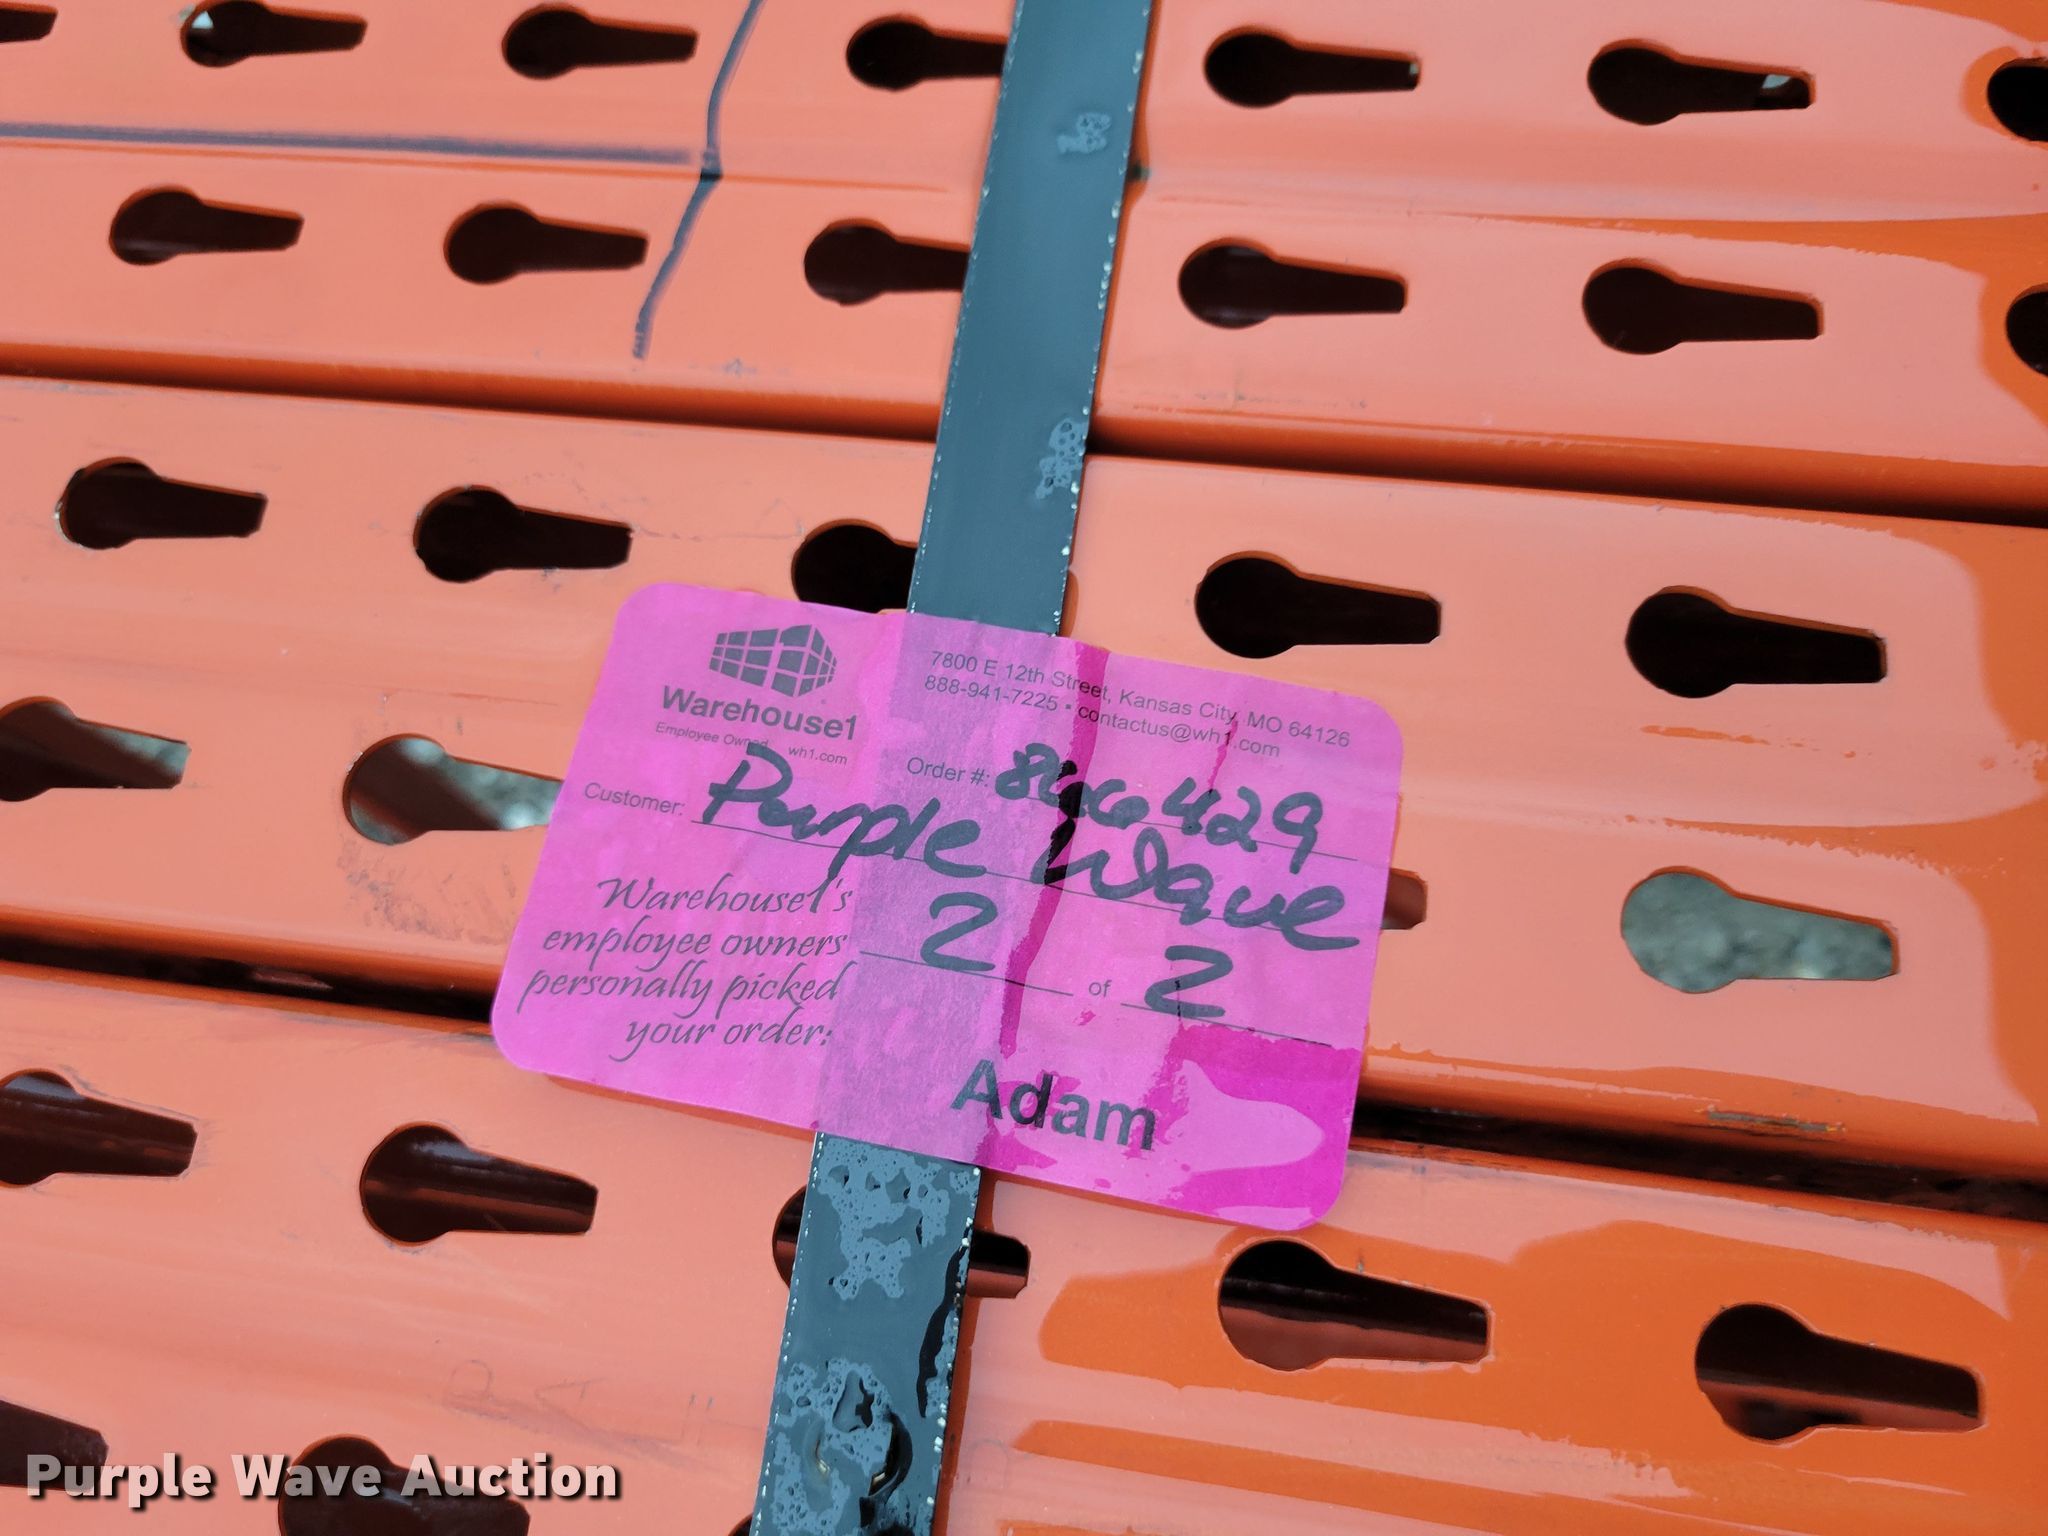 Warehouse1
Employee Owned wh1.com
7800 E 12th Street, Kansas City, MO 64126
888-941-7225 • contactus@wh1.com
Order #: 866429
Customer: Purple Wave
Warehouse1's
employee owners
personally picked
your order:
2 of 2
Adam
Purple Wave Auction